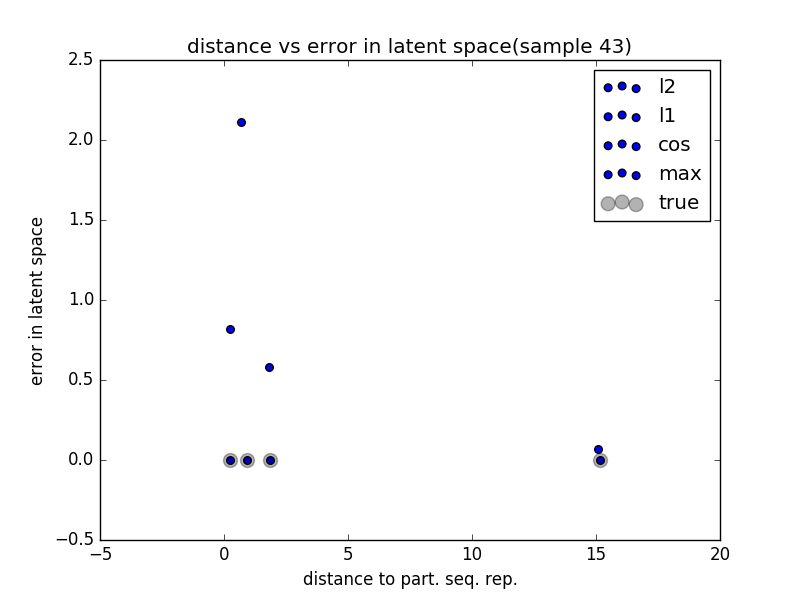 distance vs error in latent space(sample 43)
2.5
2.0
1.5
1.0
0.5
0.0
−0.5
error in latent space
l2
l1
cos
max
true
−5
0
5
10
15
20
distance to part. seq. rep.